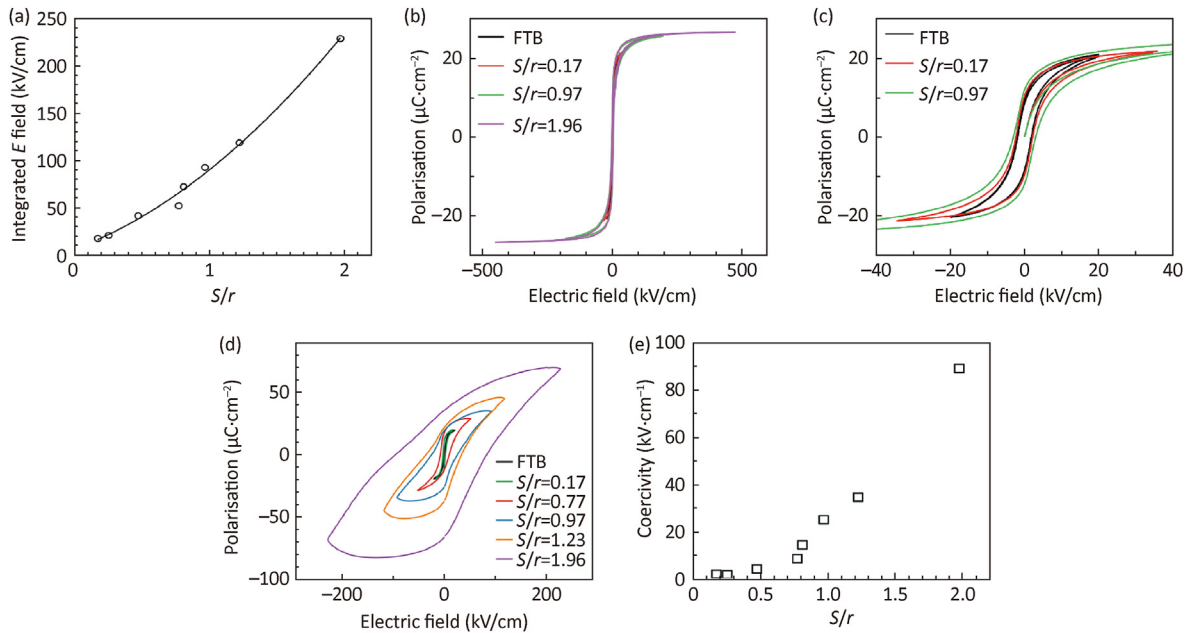 (a)
250
200
150
100
50
0
0
1
2
Integrated E field (kV/cm)
S/r
(b)
FTB
S/r=0.17
S/r=0.97
S/r=1.96
20
0
−20
−500
0
500
Polarisation (μC·cm⁻²)
Electric field (kV/cm)
(c)
FTB
S/r=0.17
S/r=0.97
20
0
−20
−40
−20
0
20
40
Polarisation (μC·cm⁻²)
Electric field (kV/cm)
(d)
50
0
−50
−100
−200
0
200
Polarisation (μC·cm⁻²)
Electric field (kV/cm)
FTB
S/r=0.17
S/r=0.77
S/r=0.97
S/r=1.23
S/r=1.96
(e)
100
80
60
40
20
0
0
0.5
1.0
1.5
2.0
Coercivity (kV·cm⁻¹)
S/r